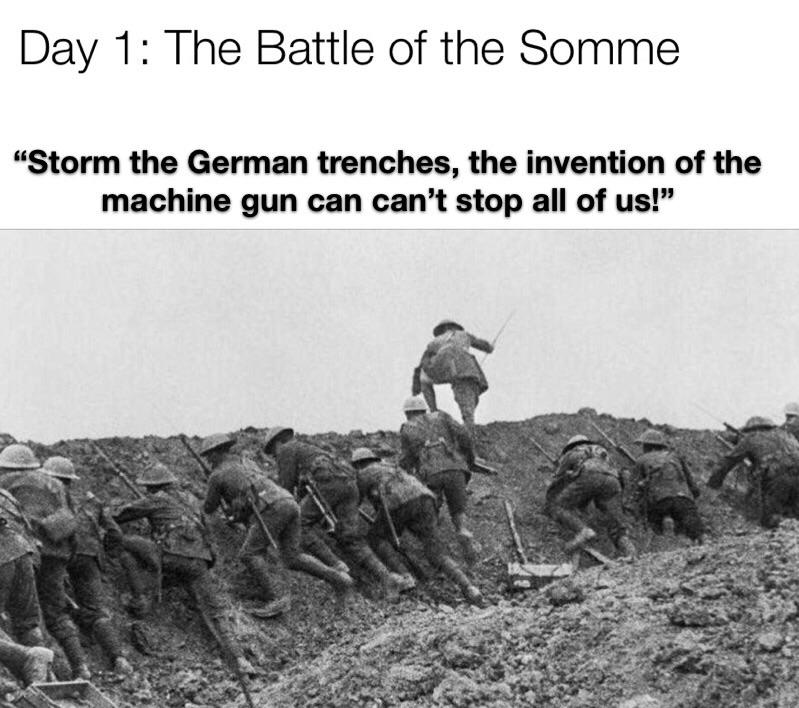 Day 1: The Battle of the Somme
“Storm the German trenches, the invention of the
machine gun can can’t stop all of us!”